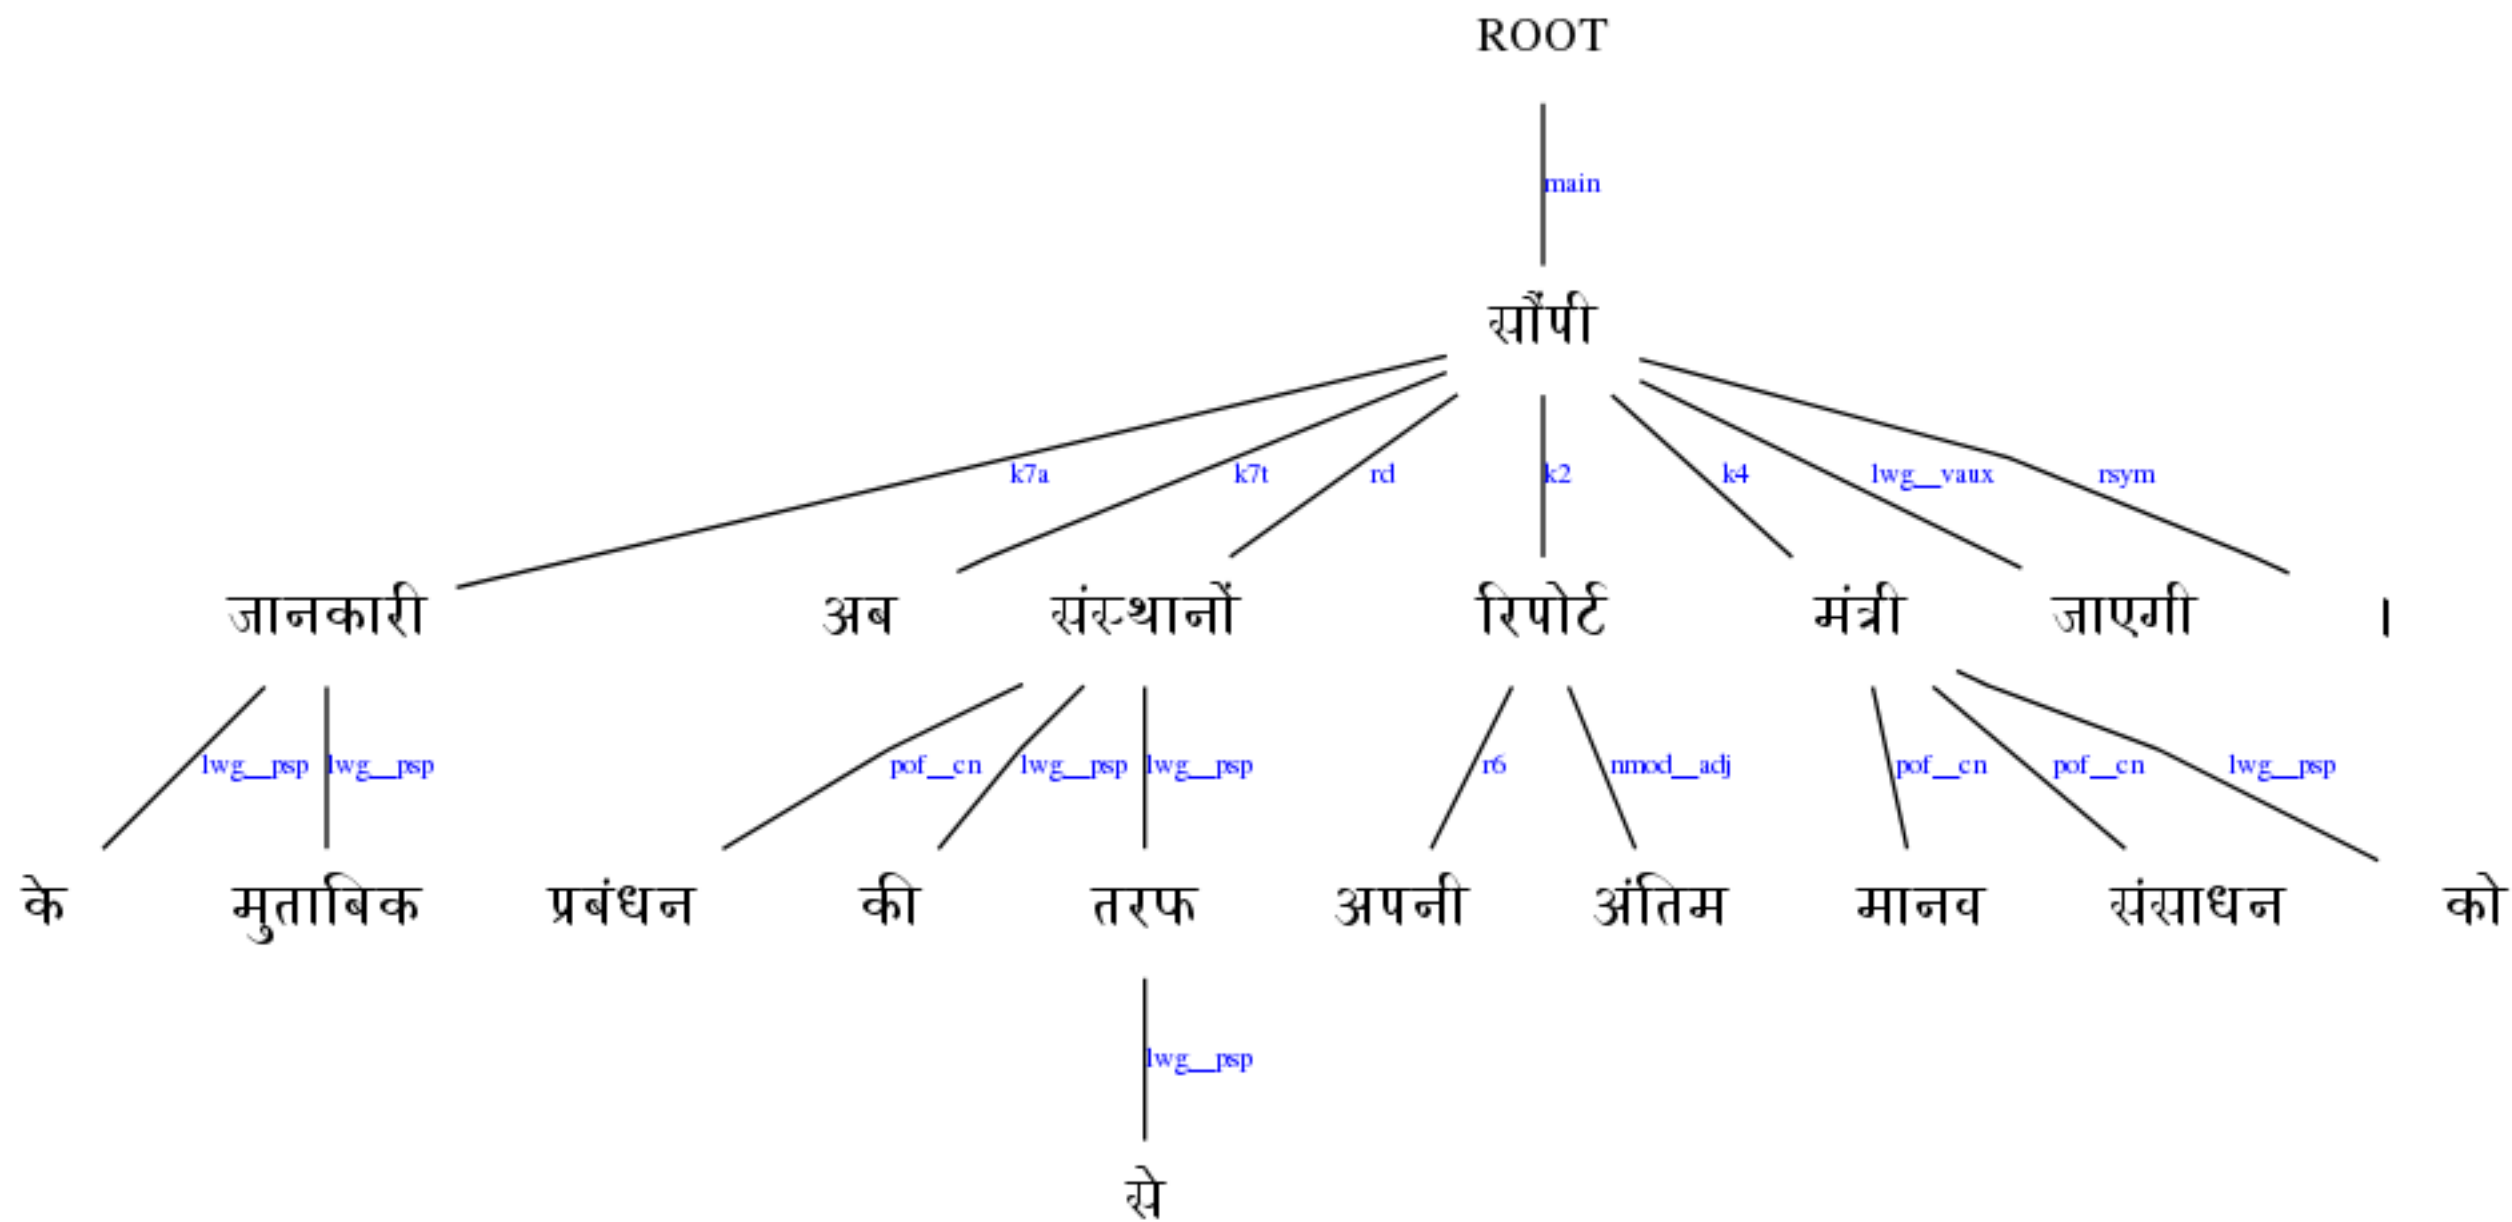 ROOT
main
सौंपी
k7a k7t rd k2 k4 lwg__vaux rsym
जानकारी अब संस्थानों रिपोर्ट मंत्री जाएगी ।
lwg__psp lwg__psp pof__cn lwg__psp lwg__psp r6 nmod__adj pof__cn pof__cn lwg__psp
के मुताबिक प्रबंधन की तरफ अपनी अंतिम मानव संसाधन को
lwg__psp
से